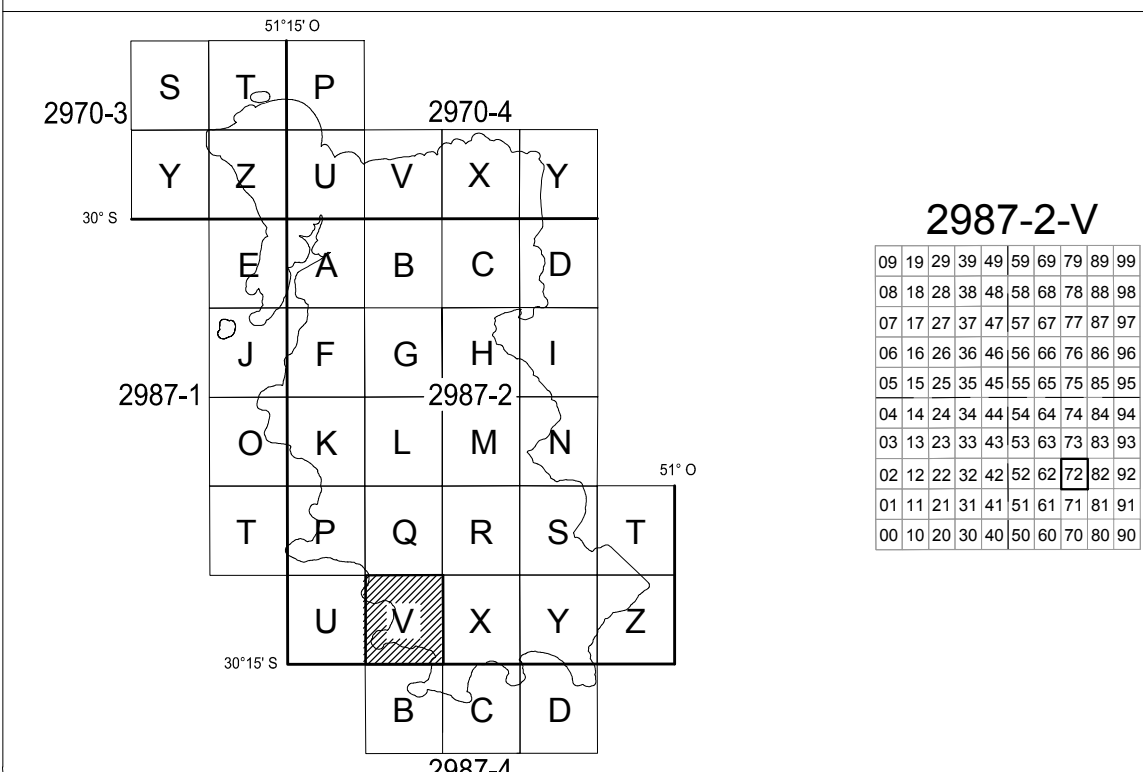 51°15' O
S T P
2970-3
2970-4
Y Z U V X Y
30° S
E A B C D
J F G H I
2987-1
2987-2
O K L M N
51° O
T P Q R S T
U V X Y Z
30°15' S
B C D
2987-4
2987-2-V
09 19 29 39 49 59 69 79 89 99
08 18 28 38 48 58 68 78 88 98
07 17 27 37 47 57 67 77 87 97
06 16 26 36 46 56 66 76 86 96
05 15 25 35 45 55 65 75 85 95
04 14 24 34 44 54 64 74 84 94
03 13 23 33 43 53 63 73 83 93
02 12 22 32 42 52 62 72 82 92
01 11 21 31 41 51 61 71 81 91
00 10 20 30 40 50 60 70 80 90